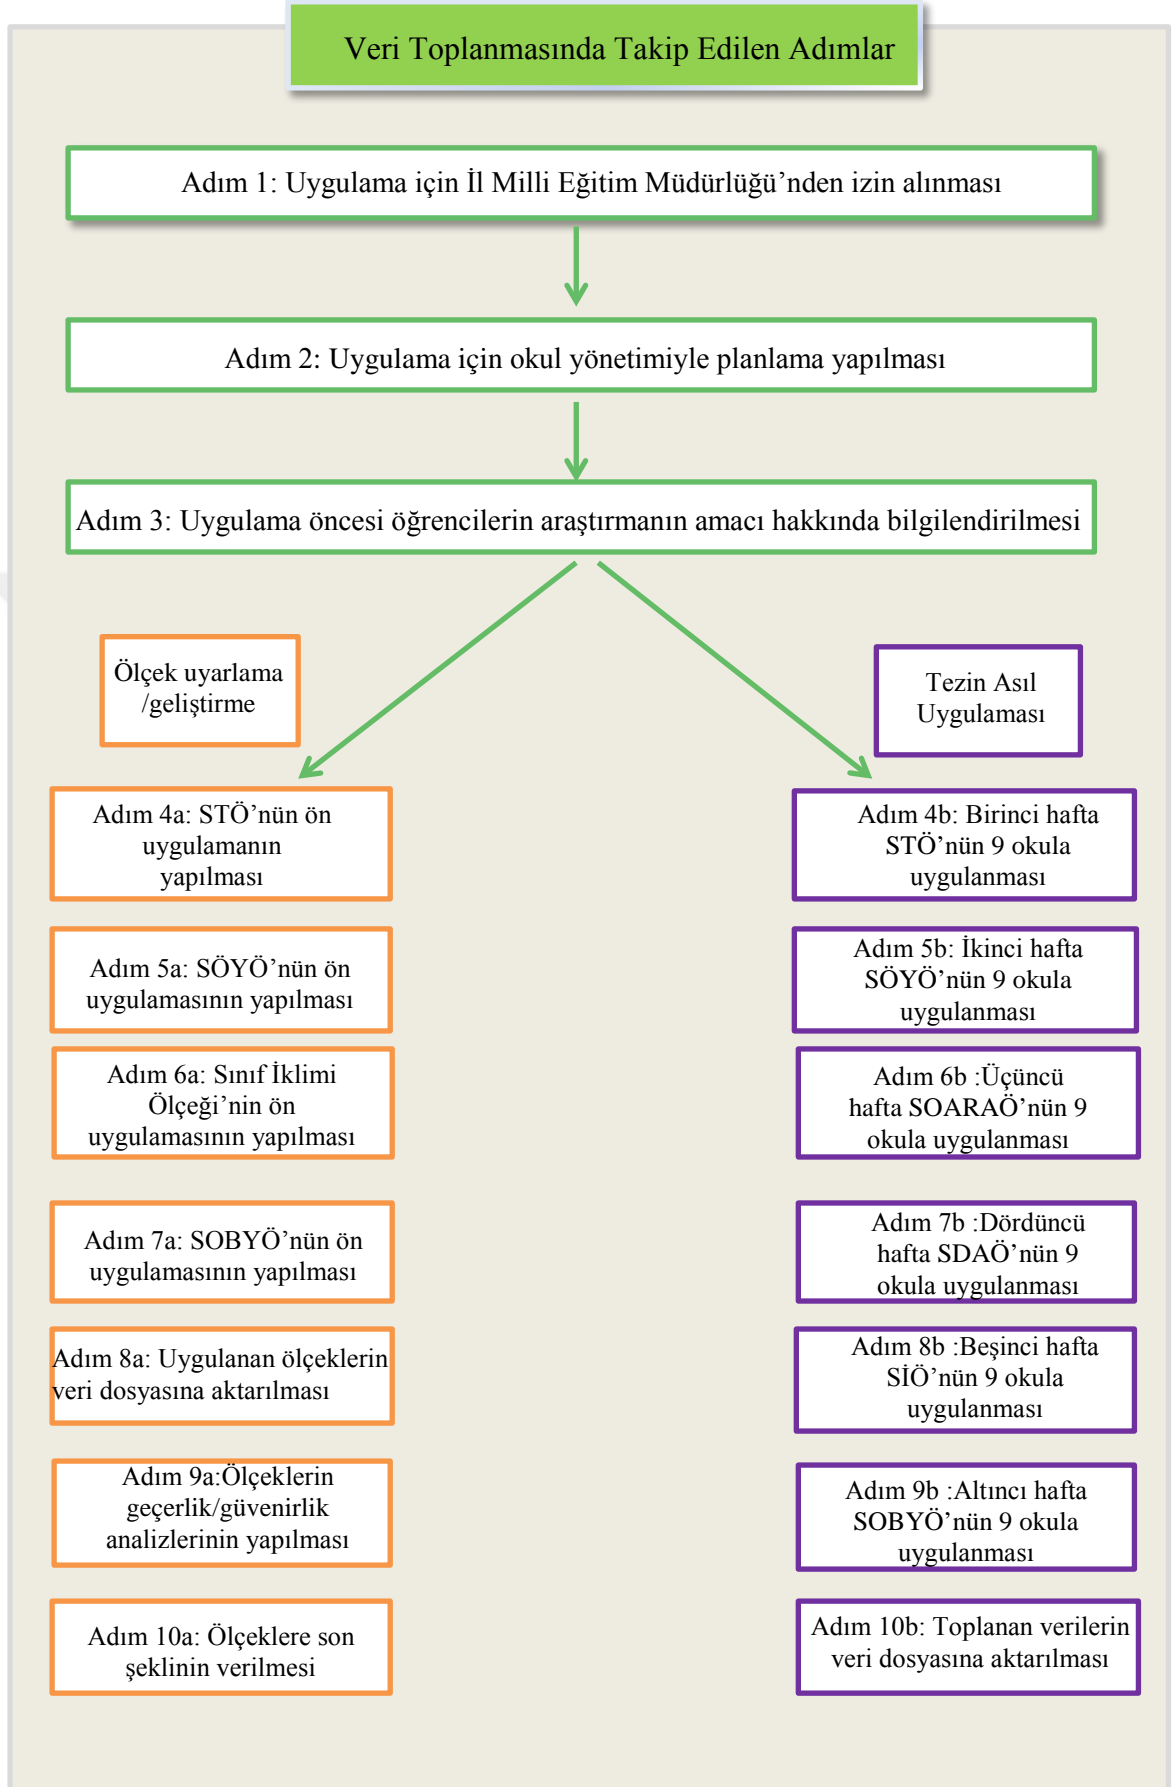 Veri Toplanmasında Takip Edilen Adımlar
Adım 1: Uygulama için İl Milli Eğitim Müdürlüğü’nden izin alınması
Adım 2: Uygulama için okul yönetimiyle planlama yapılması
Adım 3: Uygulama öncesi öğrencilerin araştırmanın amacı hakkında bilgilendirilmesi
Ölçek uyarlama
/geliştirme
Adım 4a: STÖ’nün ön
uygulamanın
yapılması
Adım 5a: SÖYÖ’nün ön
uygulamasının yapılması
Adım 6a: Sınıf İklimi
Ölçeği’nin ön
uygulamasının yapılması
Adım 7a: SOBYÖ’nün ön
uygulamasının yapılması
Adım 8a: Uygulanan ölçeklerin
veri dosyasına aktarılması
Adım 9a:Ölçeklerin
geçerlik/güvenirlik
analizlerinin yapılması
Adım 10a: Ölçeklere son
şeklinin verilmesi
Tezin Asıl
Uygulaması
Adım 4b: Birinci hafta
STÖ’nün 9 okula
uygulanması
Adım 5b: İkinci hafta
SÖYÖ’nün 9 okula
uygulanması
Adım 6b :Üçüncü
hafta SOARAÖ’nün 9
okula uygulanması
Adım 7b :Dördüncü
hafta SDAÖ’nün 9
okula uygulanması
Adım 8b :Beşinci hafta
SİÖ’nün 9 okula
uygulanması
Adım 9b :Altıncı hafta
SOBYÖ’nün 9 okula
uygulanması
Adım 10b: Toplanan verilerin
veri dosyasına aktarılması